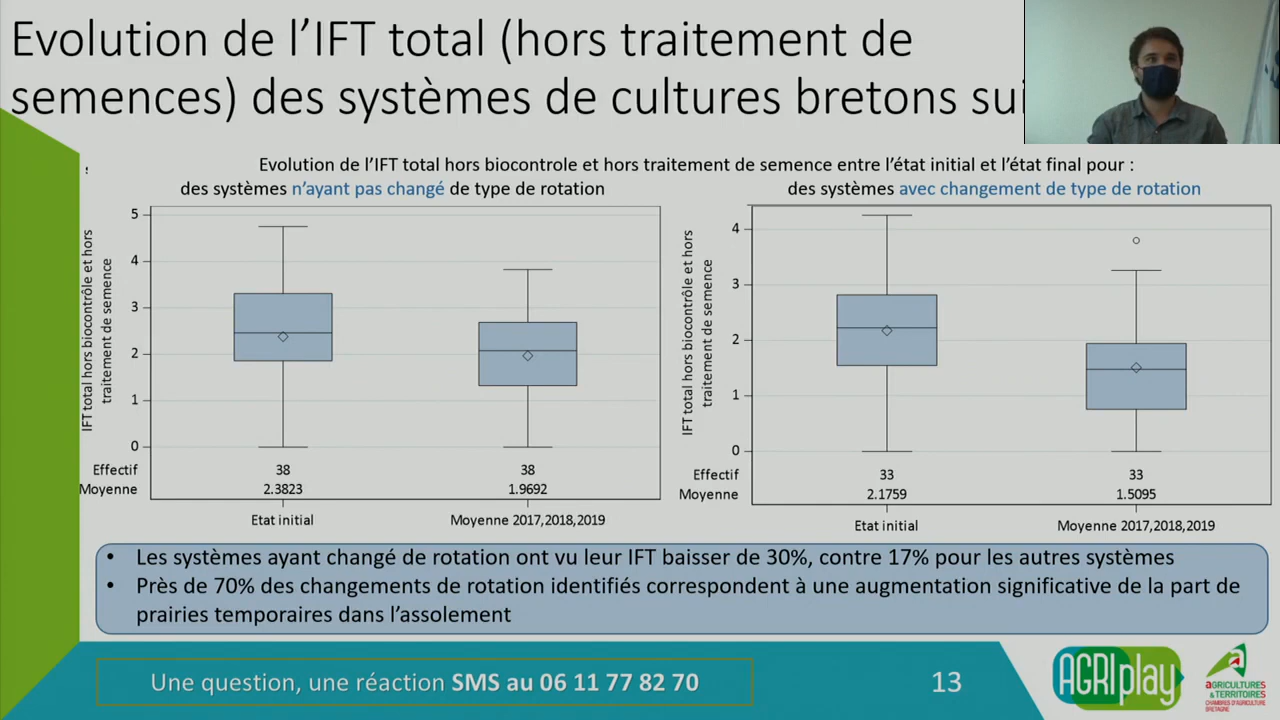 Evolution de l'IFT total (hors traitement de
semences) des systèmes de cultures bretons sui
Evolution de l'IFT total hors biocontrole et hors traitement de semence entre l'état initial et l'état final pour :
des systèmes n'ayant pas changé de type de rotation
des systèmes avec changement de type de rotation
IFT total hors biocontrôle et hors
traitement de semence
5
4
3
2
1
0
Effectif 38 38
Moyenne 2.3823 1.9692
Etat initial Moyenne 2017,2018,2019
IFT total hors biocontrôle et hors
traitement de semence
4
3
2
1
0
Effectif 33 33
Moyenne 2.1759 1.5095
Etat initial Moyenne 2017,2018,2019
• Les systèmes ayant changé de rotation ont vu leur IFT baisser de 30%, contre 17% pour les autres systèmes
• Près de 70% des changements de rotation identifiés correspondent à une augmentation significative de la part de
prairies temporaires dans l'assolement
Une question, une réaction SMS au 06 11 77 82 70
13
AGRIplay
AGRICULTURES
& TERRITOIRES
CHAMBRES D'AGRICULTURE
BRETAGNE